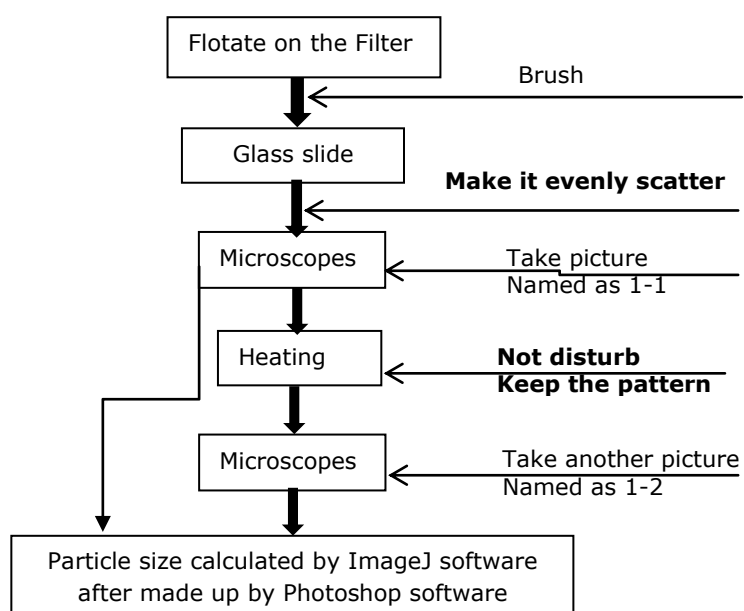 Flotate on the Filter
Brush
Glass slide
Make it evenly scatter
Microscopes
Take picture
Named as 1-1
Heating
Not disturb
Keep the pattern
Microscopes
Take another picture
Named as 1-2
Particle size calculated by ImageJ software
after made up by Photoshop software